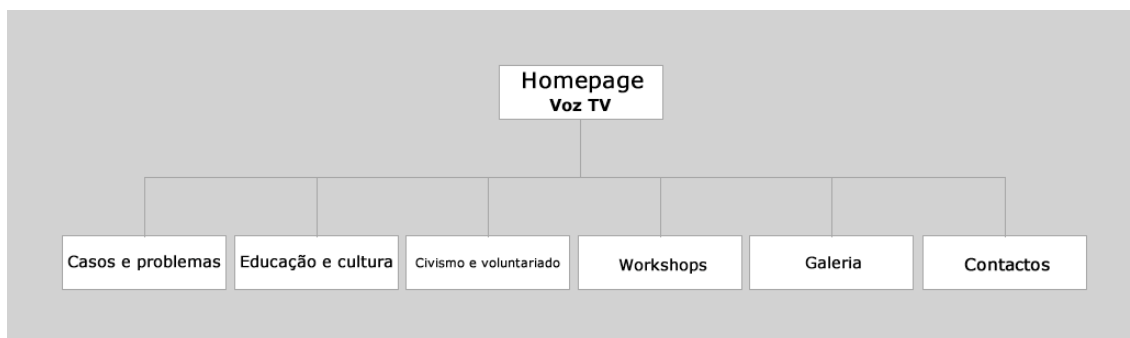 Homepage
Voz TV
Casos e problemas
Educação e cultura
Civismo e voluntariado
Workshops
Galeria
Contactos